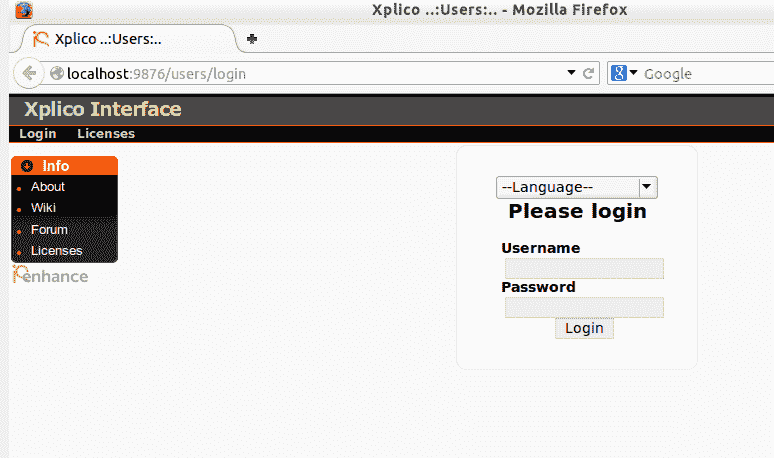 Xplico ..:Users:.. - Mozilla Firefox
Xplico ..:Users:..
localhost:9876/users/login
Google
Xplico Interface
Login Licenses
Info
About
Wiki
Forum
Licenses
enhance
--Language--
Please login
Username
Password
Login